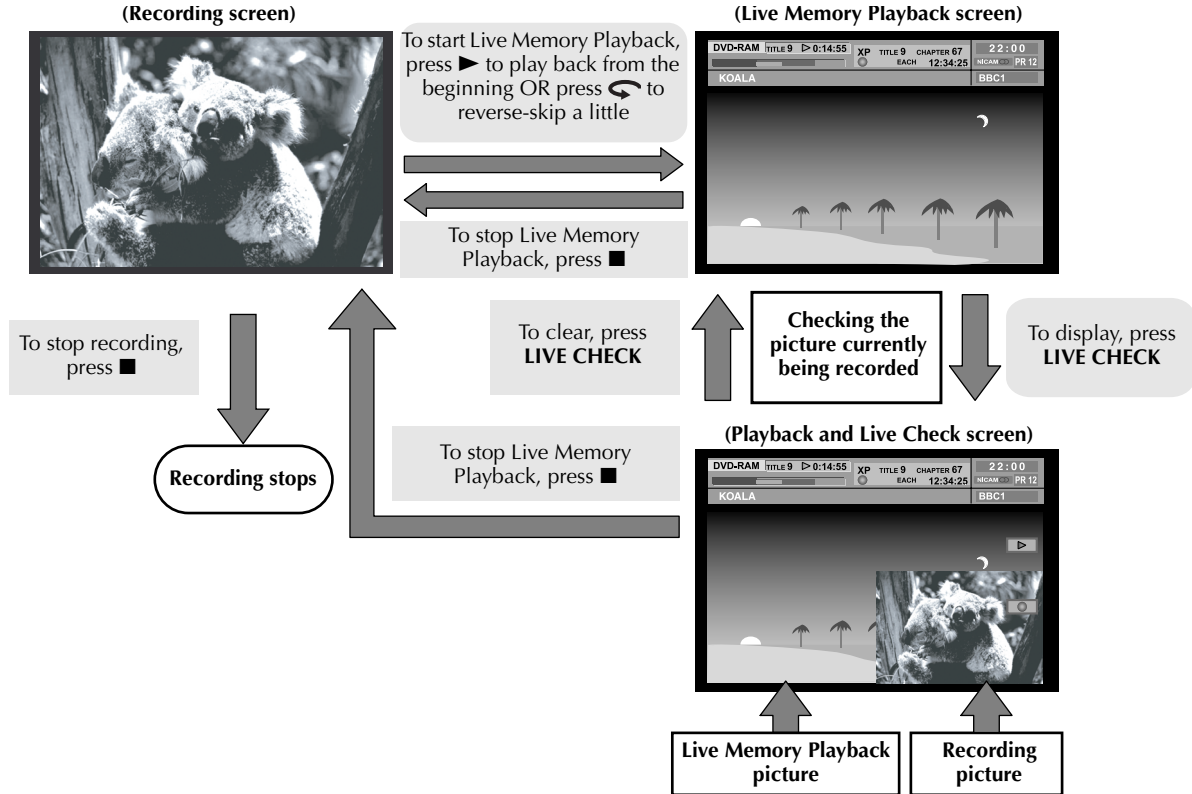 (Recording screen)
To start Live Memory Playback,
press ► to play back from the
beginning OR press to
reverse-skip a little
(Live Memory Playback screen)
DVD-RAM TITLE 9 ▷ 0:14:55 XP TITLE 9 CHAPTER 67 22:00
EACH 12:34:25 NICAM PR 12
KOALA BBC1
To stop Live Memory
Playback, press ■
To stop recording,
press ■
To clear, press
LIVE CHECK
Checking the
picture currently
being recorded
To display, press
LIVE CHECK
Recording stops
To stop Live Memory
Playback, press ■
(Playback and Live Check screen)
DVD-RAM TITLE 9 ▷ 0:14:55 XP TITLE 9 CHAPTER 67 22:00
EACH 12:34:25 NICAM PR 12
KOALA BBC1
Live Memory Playback
picture
Recording
picture